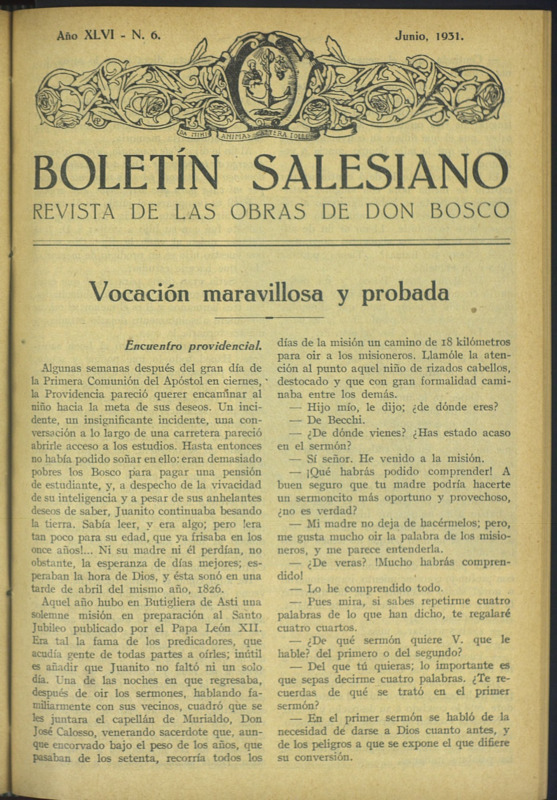 Año XLVI - N. 6.
Junio, 1931.
DA MIHI ANIMAS CÆTERA TOLLE
BOLETÍN SALESIANO
REVISTA DE LAS OBRAS DE DON BOSCO
Vocación maravillosa y probada
Encuentro providencial.
Algunas semanas después del gran día de
la Primera Comunión del Apóstol en ciernes,
la Providencia pareció querer encaminar al
niño hacia la meta de sus deseos. Un inci-
dente, un insignificante incidente, una con-
versación a lo largo de una carretera pareció
abrirle acceso a los estudios. Hasta entonces
no había podido soñar en ello: eran demasiado
pobres los Bosco para pagar una pensión
de estudiante, y, a despecho de la vivacidad
de su inteligencia y a pesar de sus anhelantes
deseos de saber, Juanito continuaba besando
la tierra. Sabía leer, y era algo; pero !era
tan poco para su edad, que ya frisaba en los
once años!... Ni su madre ni él perdían, no
obstante, la esperanza de días mejores; es-
peraban la hora de Dios, y ésta sonó en una
tarde de abril del mismo año, 1826.
Aquel año hubo en Butigliera de Asti una
solemne misión en preparación al Santo
Jubileo publicado por el Papa León XII.
Era tal la fama de los predicadores, que
acudía gente de todas partes a oírles; inútil
es añadir que Juanito no faltó ni un solo
día. Una de las noches en que regresaba,
después de oir los sermones, hablando fa-
miliarmente con sus vecinos, cuadró que se
les juntara el capellán de Murialdo, Don
José Calosso, venerando sacerdote que, aun-
que encorvado bajo el peso de los años, que
pasaban de los setenta, recorría todos los
días de la misión un camino de 18 kilómetros
para oir a los misioneros. Llamóle la aten-
ción al punto aquel niño de rizados cabellos,
destocado y que con gran formalidad cami-
naba entre los demás.
— Hijo mío, le dijo; ¿de dónde eres?
— De Becchi.
— ¿De dónde vienes? ¿Has estado acaso
en el sermón?
— Sí señor. He venido a la misión.
— ¡Qué habrás podido comprender! A
buen seguro que tu madre podría hacerte
un sermoncito más oportuno y provechoso,
¿no es verdad?
— Mi madre no deja de hacérmelos; pero,
me gusta mucho oir la palabra de los misio-
neros, y me parece entenderla.
— ¿De veras? !Mucho habrás compren-
dido!
— Lo he comprendido todo.
— Pues mira, si sabes repetirme cuatro
palabras de lo que han dicho, te regalaré
cuatro cuartos.
— ¿De qué sermón quiere V. que le
hable? del primero o del segundo?
— Del que tú quieras; lo importante es
que sepas decirme cuatro palabras. ¿Te re-
cuerdas de qué se trató en el primer
sermón?
— En el primer sermón se habló de la
necesidad de darse a Dios cuanto antes, y
de los peligros a que se expone el que difiere
su conversión.